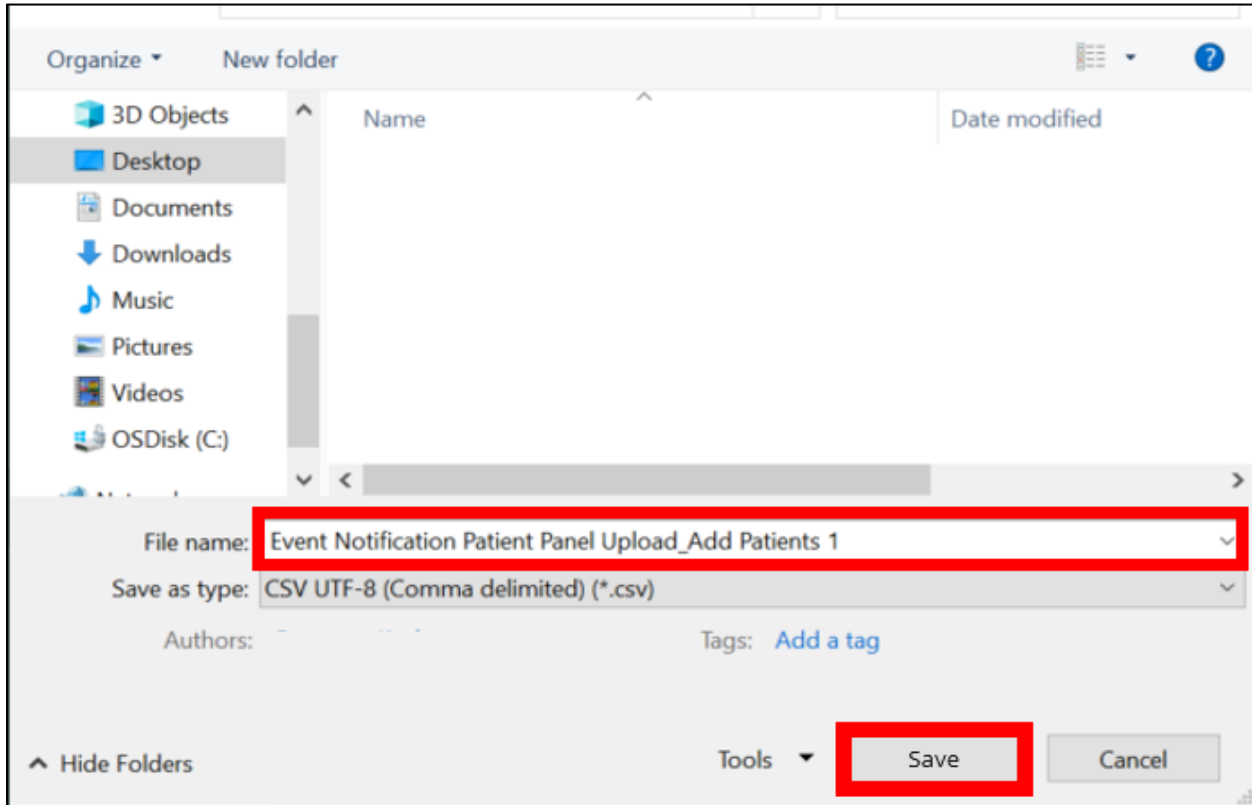 Organize New folder
Name Date modified
3D Objects
Desktop
Documents
Downloads
Music
Pictures
Videos
OSDisk (C:)
File name: Event Notification Patient Panel Upload_Add Patients 1
Save as type: CSV UTF-8 (Comma delimited) (*.csv)
Authors: Tags: Add a tag
Hide Folders Tools Save Cancel